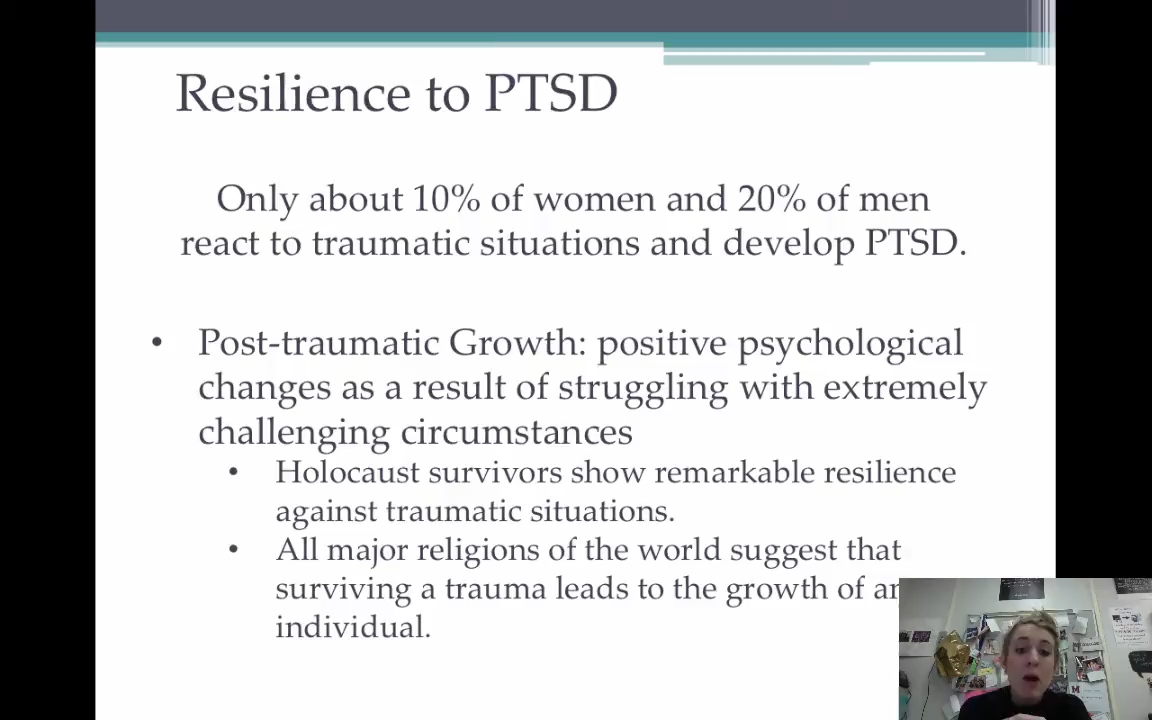 Resilience to PTSD
Only about 10% of women and 20% of men
react to traumatic situations and develop PTSD.
• Post-traumatic Growth: positive psychological
changes as a result of struggling with extremely
challenging circumstances
• Holocaust survivors show remarkable resilience
against traumatic situations.
• All major religions of the world suggest that
surviving a trauma leads to the growth of
individual.